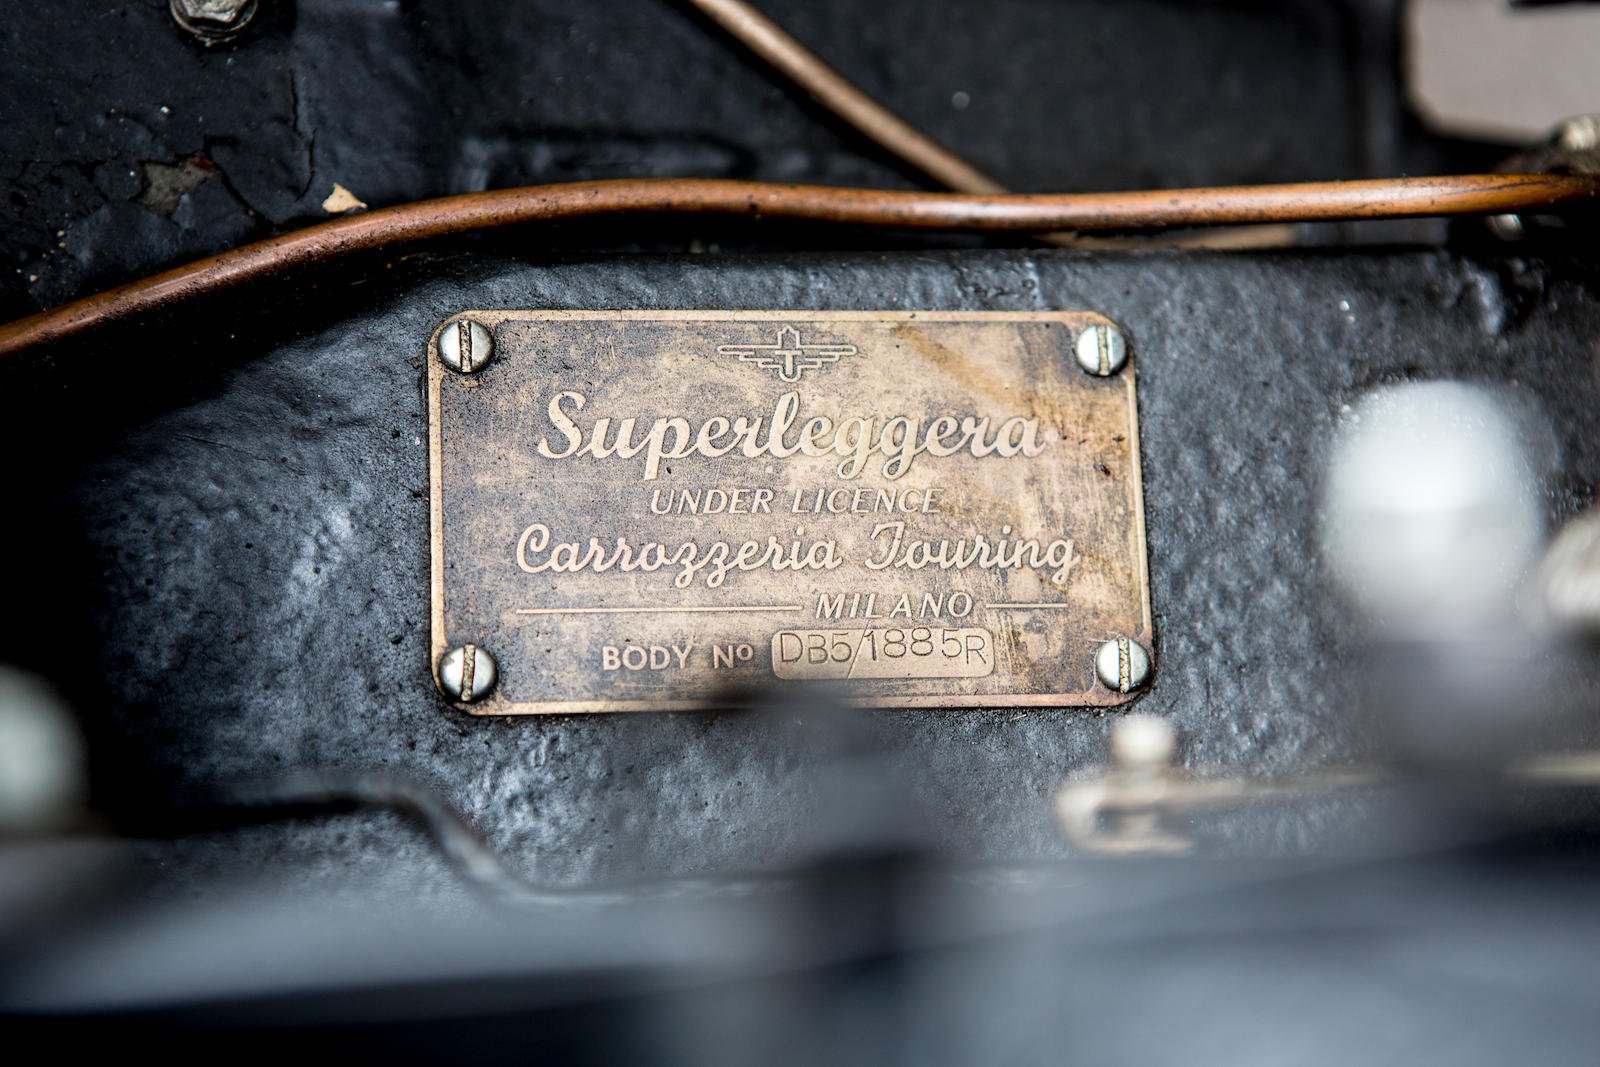 T
Superleggera
UNDER LICENCE
Carrozzeria Touring
MILANO
BODY No DB5/1885R